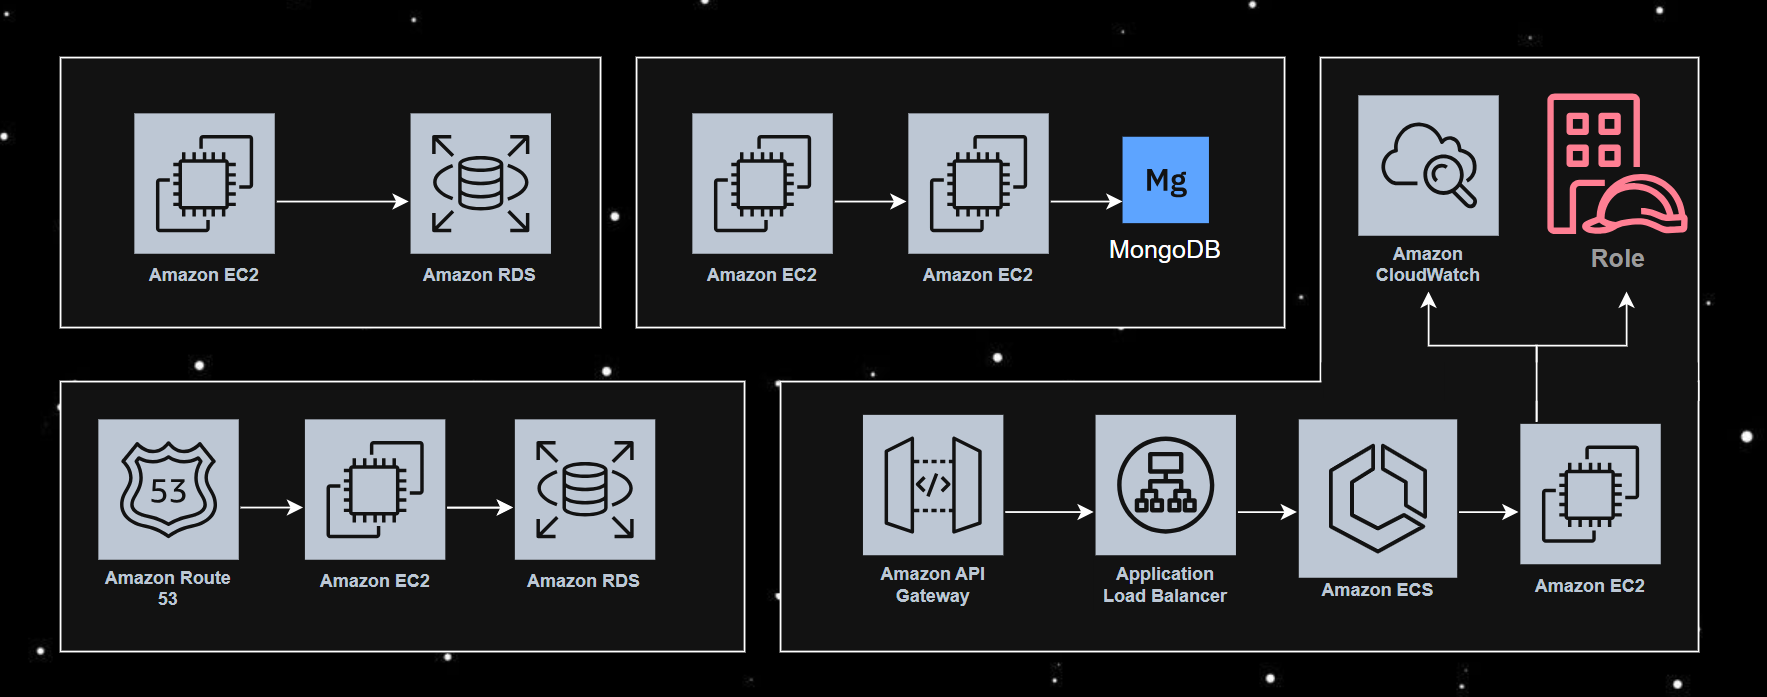 Amazon EC2
Amazon RDS
Amazon EC2
Amazon EC2
Mg
MongoDB
Amazon
CloudWatch
Role
53
Amazon Route
53
Amazon EC2
Amazon RDS
</>
Amazon API
Gateway
Application
Load Balancer
Amazon ECS
Amazon EC2